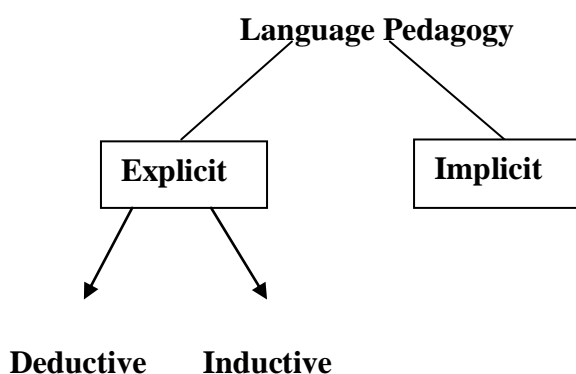 Language Pedagogy
Explicit
Implicit
Deductive
Inductive